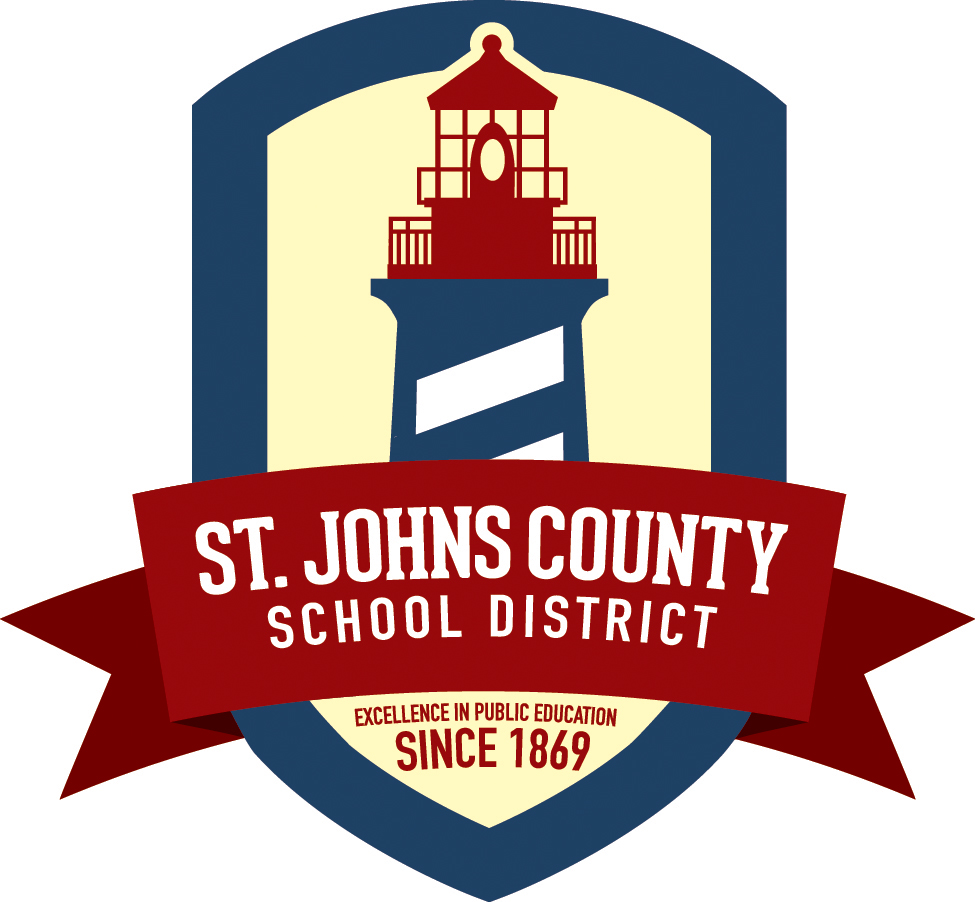 ST. JOHNS COUNTY
SCHOOL DISTRICT
EXCELLENCE IN PUBLIC EDUCATION
SINCE 1869